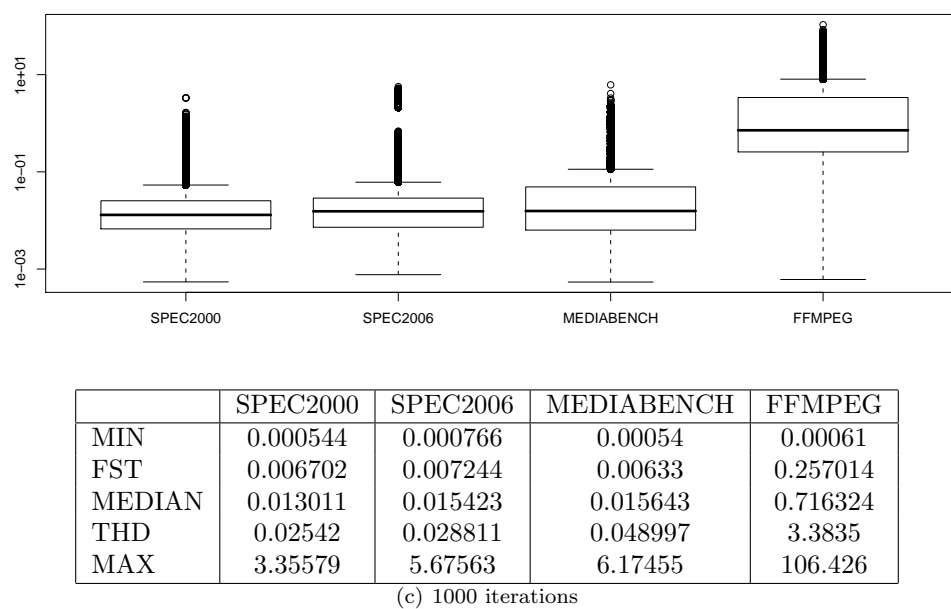 1e+01
1e−01
1e−03
SPEC2000 SPEC2006 MEDIABENCH FFMPEG
SPEC2000 SPEC2006 MEDIABENCH FFMPEG
MIN 0.000544 0.000766 0.00054 0.00061
FST 0.006702 0.007244 0.00633 0.257014
MEDIAN 0.013011 0.015423 0.015643 0.716324
THD 0.02542 0.028811 0.048997 3.3835
MAX 3.35579 5.67563 6.17455 106.426
(c) 1000 iterations